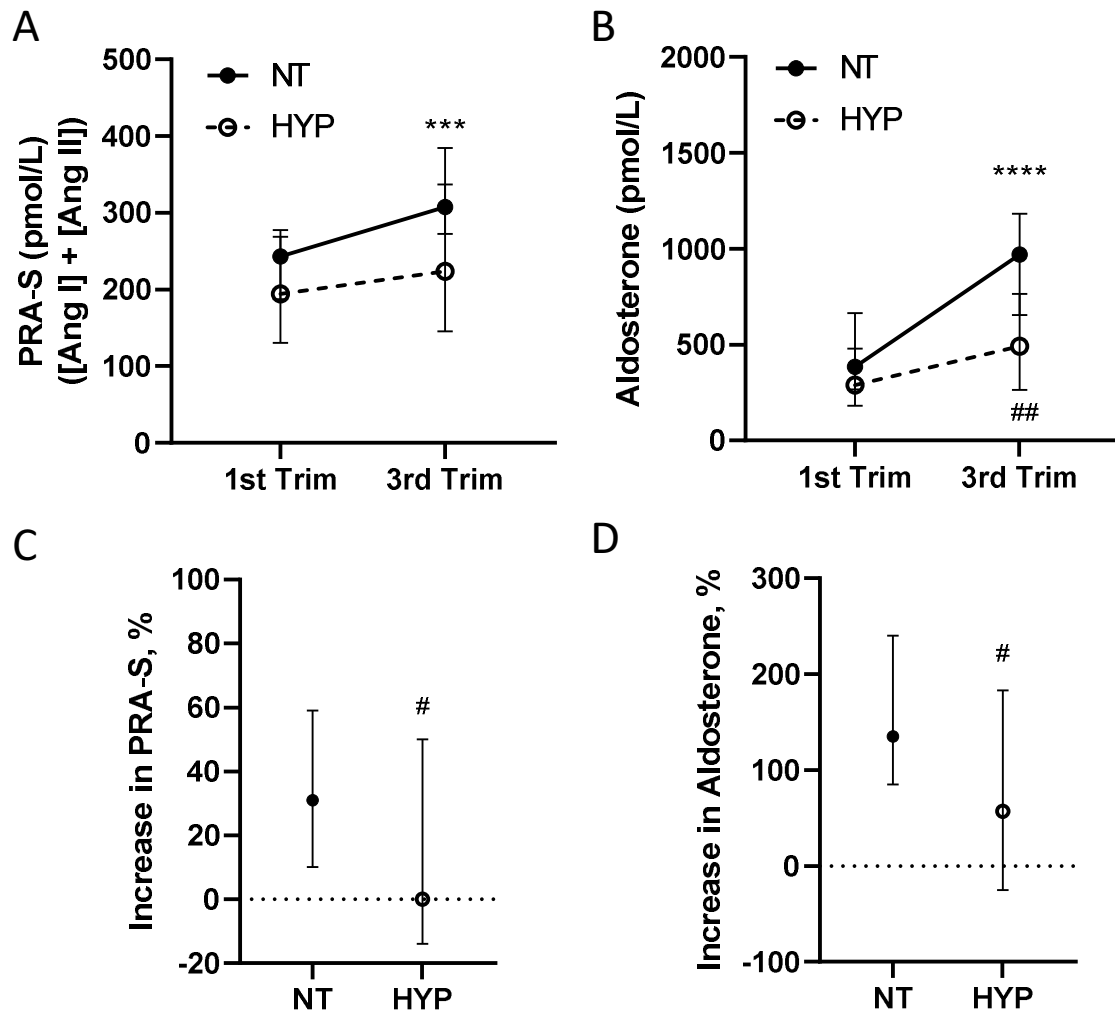 A
PRA-S (pmol/L)
([Ang I] + [Ang II])
500
400
300
200
100
0
NT
HYP
***
1st Trim
3rd Trim
B
Aldosterone (pmol/L)
2000
1500
1000
500
0
NT
HYP
****
##
1st Trim
3rd Trim
C
Increase in PRA-S, %
100
80
60
40
20
0
-20
#
NT
HYP
D
Increase in Aldosterone, %
300
200
100
0
-100
#
NT
HYP